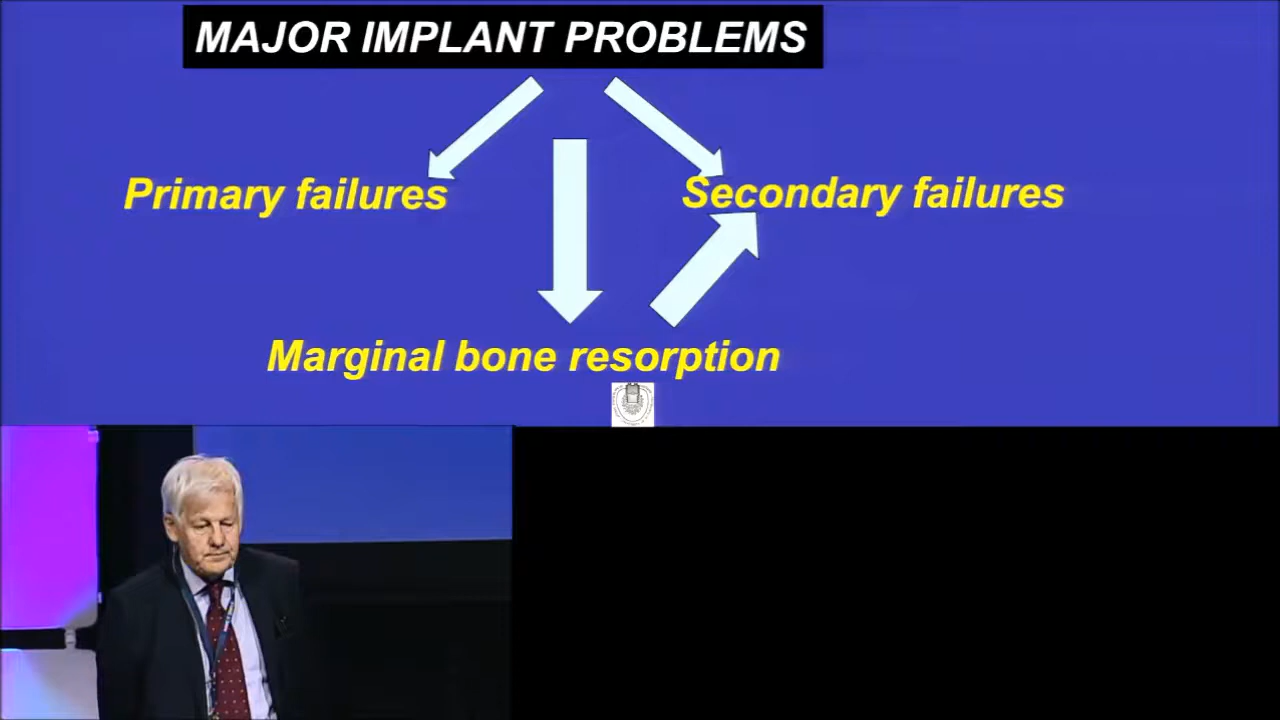 MAJOR IMPLANT PROBLEMS
Primary failures
Secondary failures
Marginal bone resorption